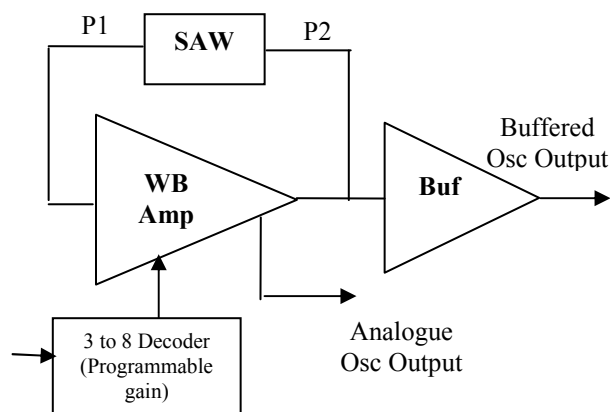 P1
SAW
P2
WB
Amp
Buf
Buffered
Osc Output
3 to 8 Decoder
(Programmable
gain)
Analogue
Osc Output